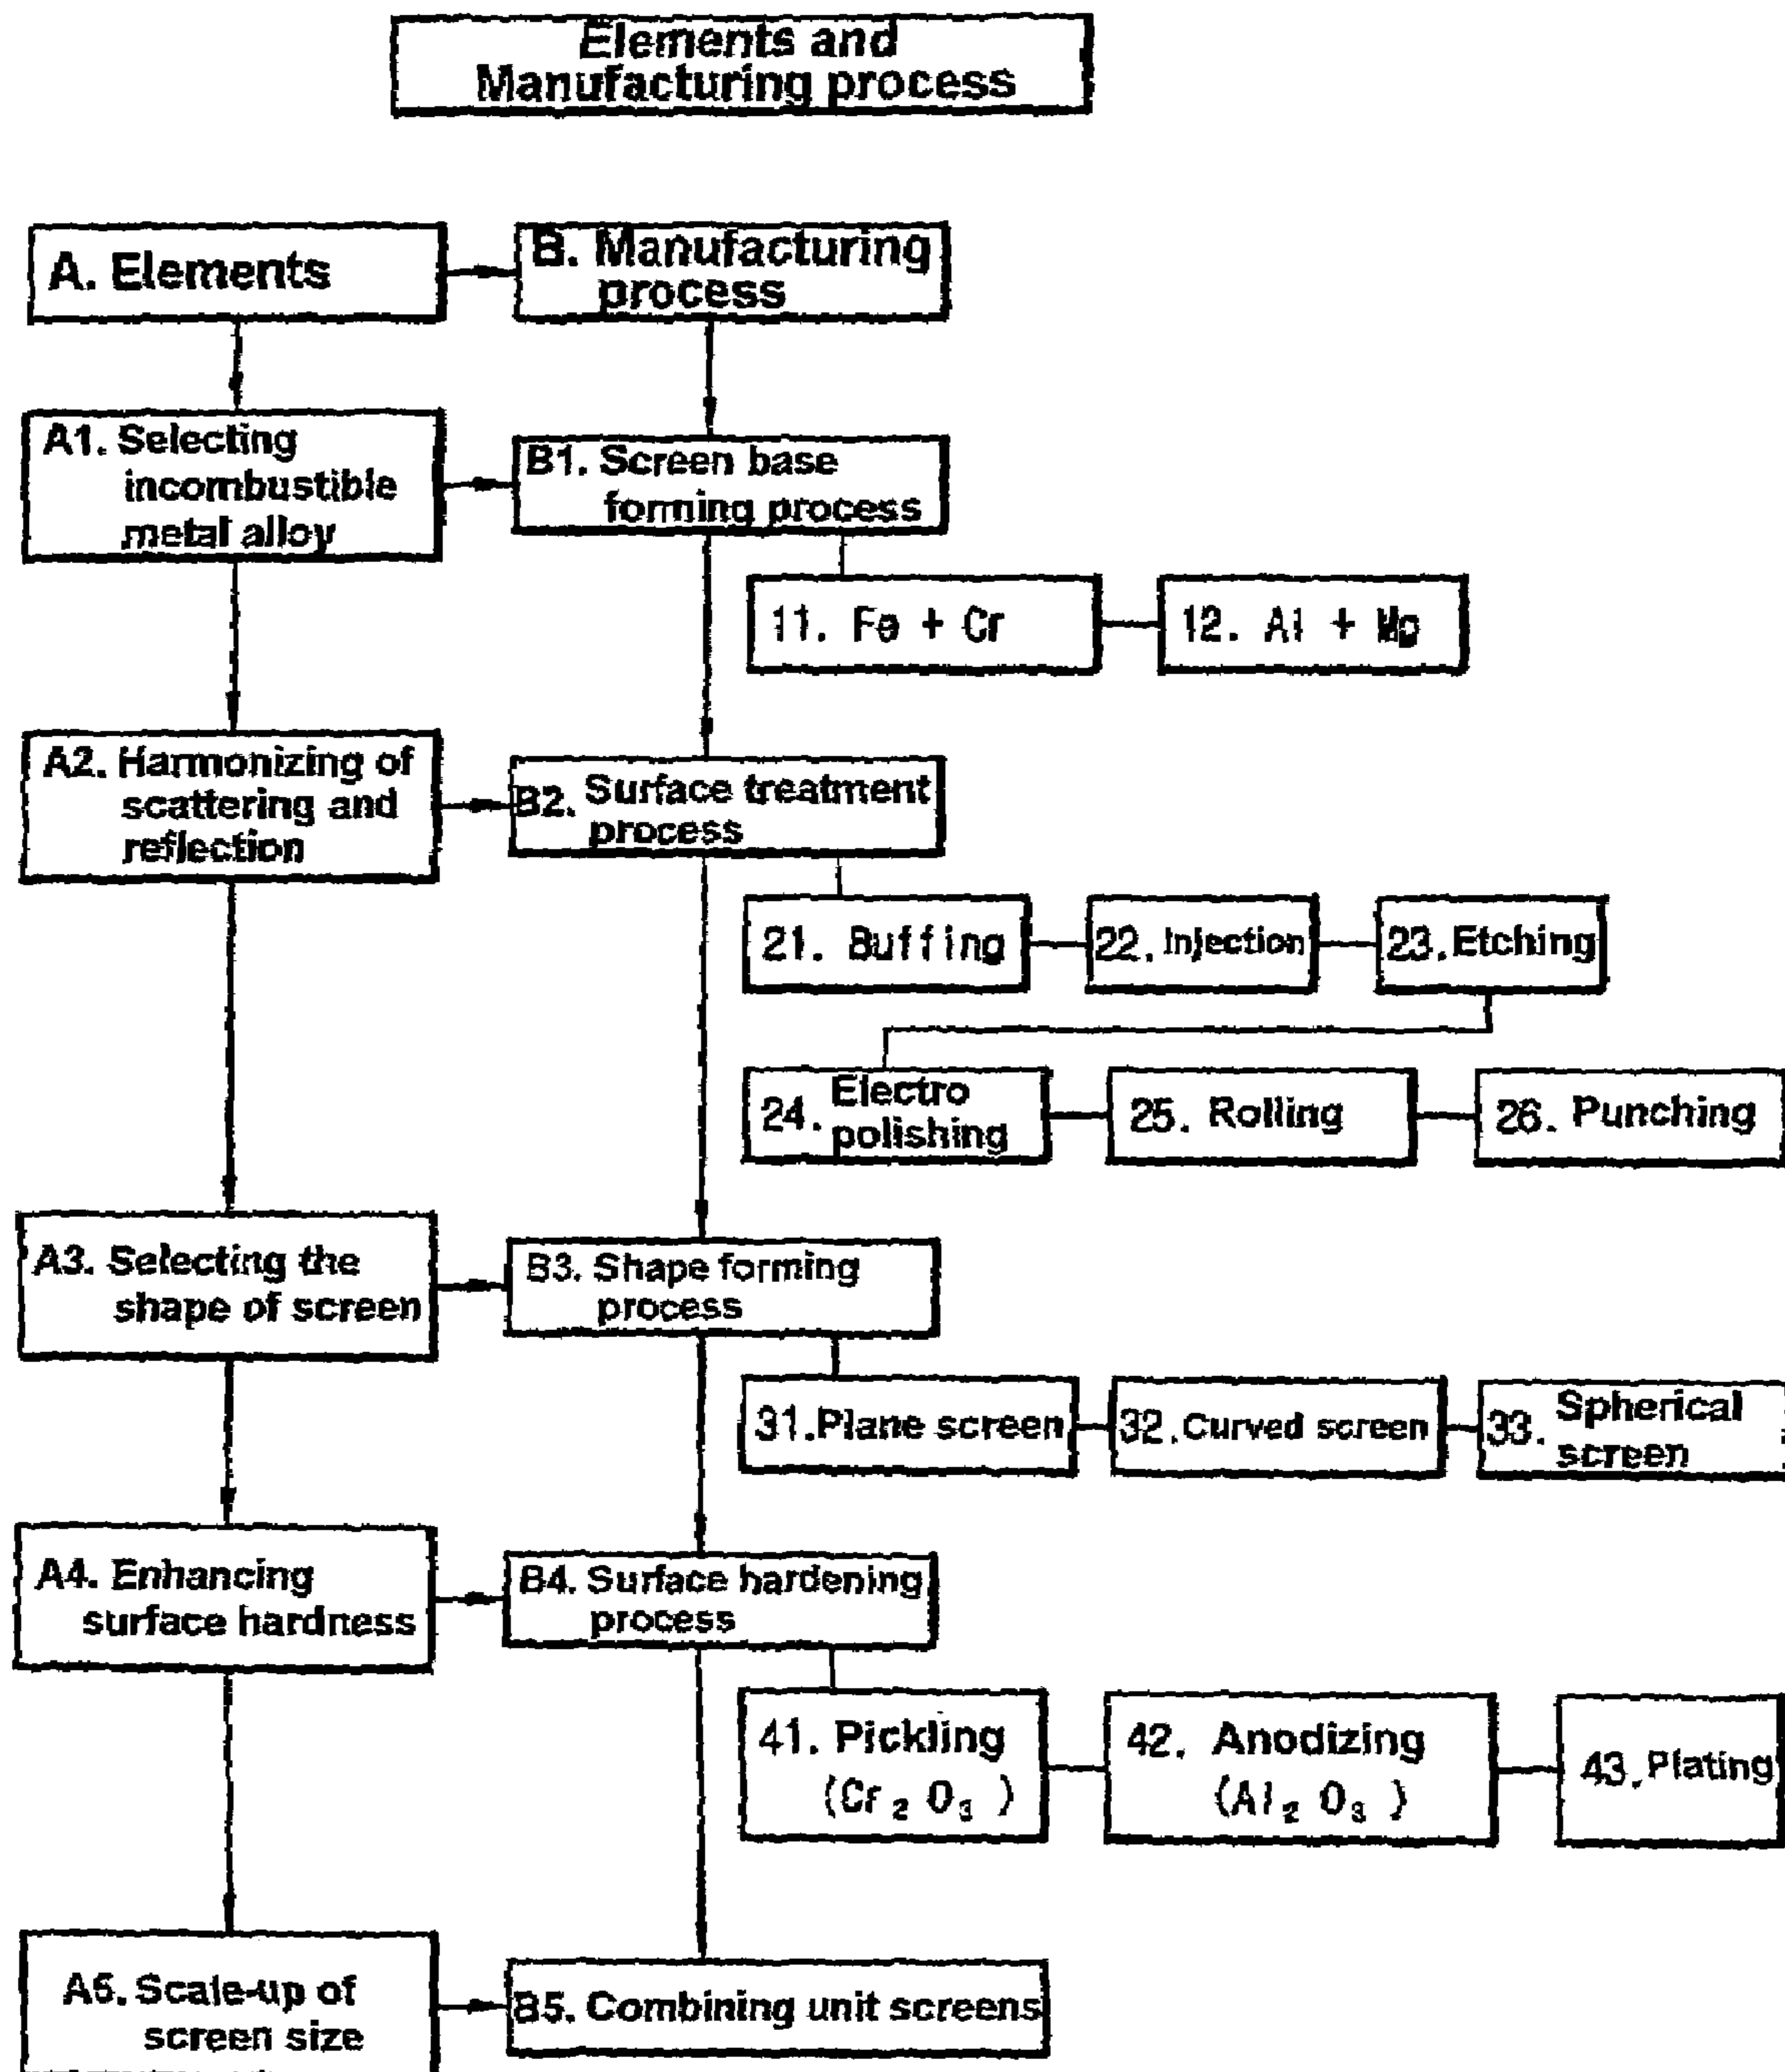 Elements and
Manufacturing process
A. Elements
B. Manufacturing
process
A1. Selecting
incombustible
metal alloy
B1. Screen base
forming process
11. Fe + Cr
12. Al +
A2. Harmonizing of
scattering and
reflection
B2. Surface treatment
process
21. Buffing
22. Injection
23. Etching
24. Electro
polishing
25. Rolling
26. Punching
A3. Selecting the
shape of screen
B3. Shape forming
process
31. Plane screen
32. Curved screen
33. Spherical
screen
A4. Enhancing
surface hardness
B4. Surface hardening
process
41. Pickling
(Cr₂ O₃ )
42. Anodizing
(Al₂ O₃ )
43. Plating
A5. Scale-up of
screen size
B5. Combining unit screens